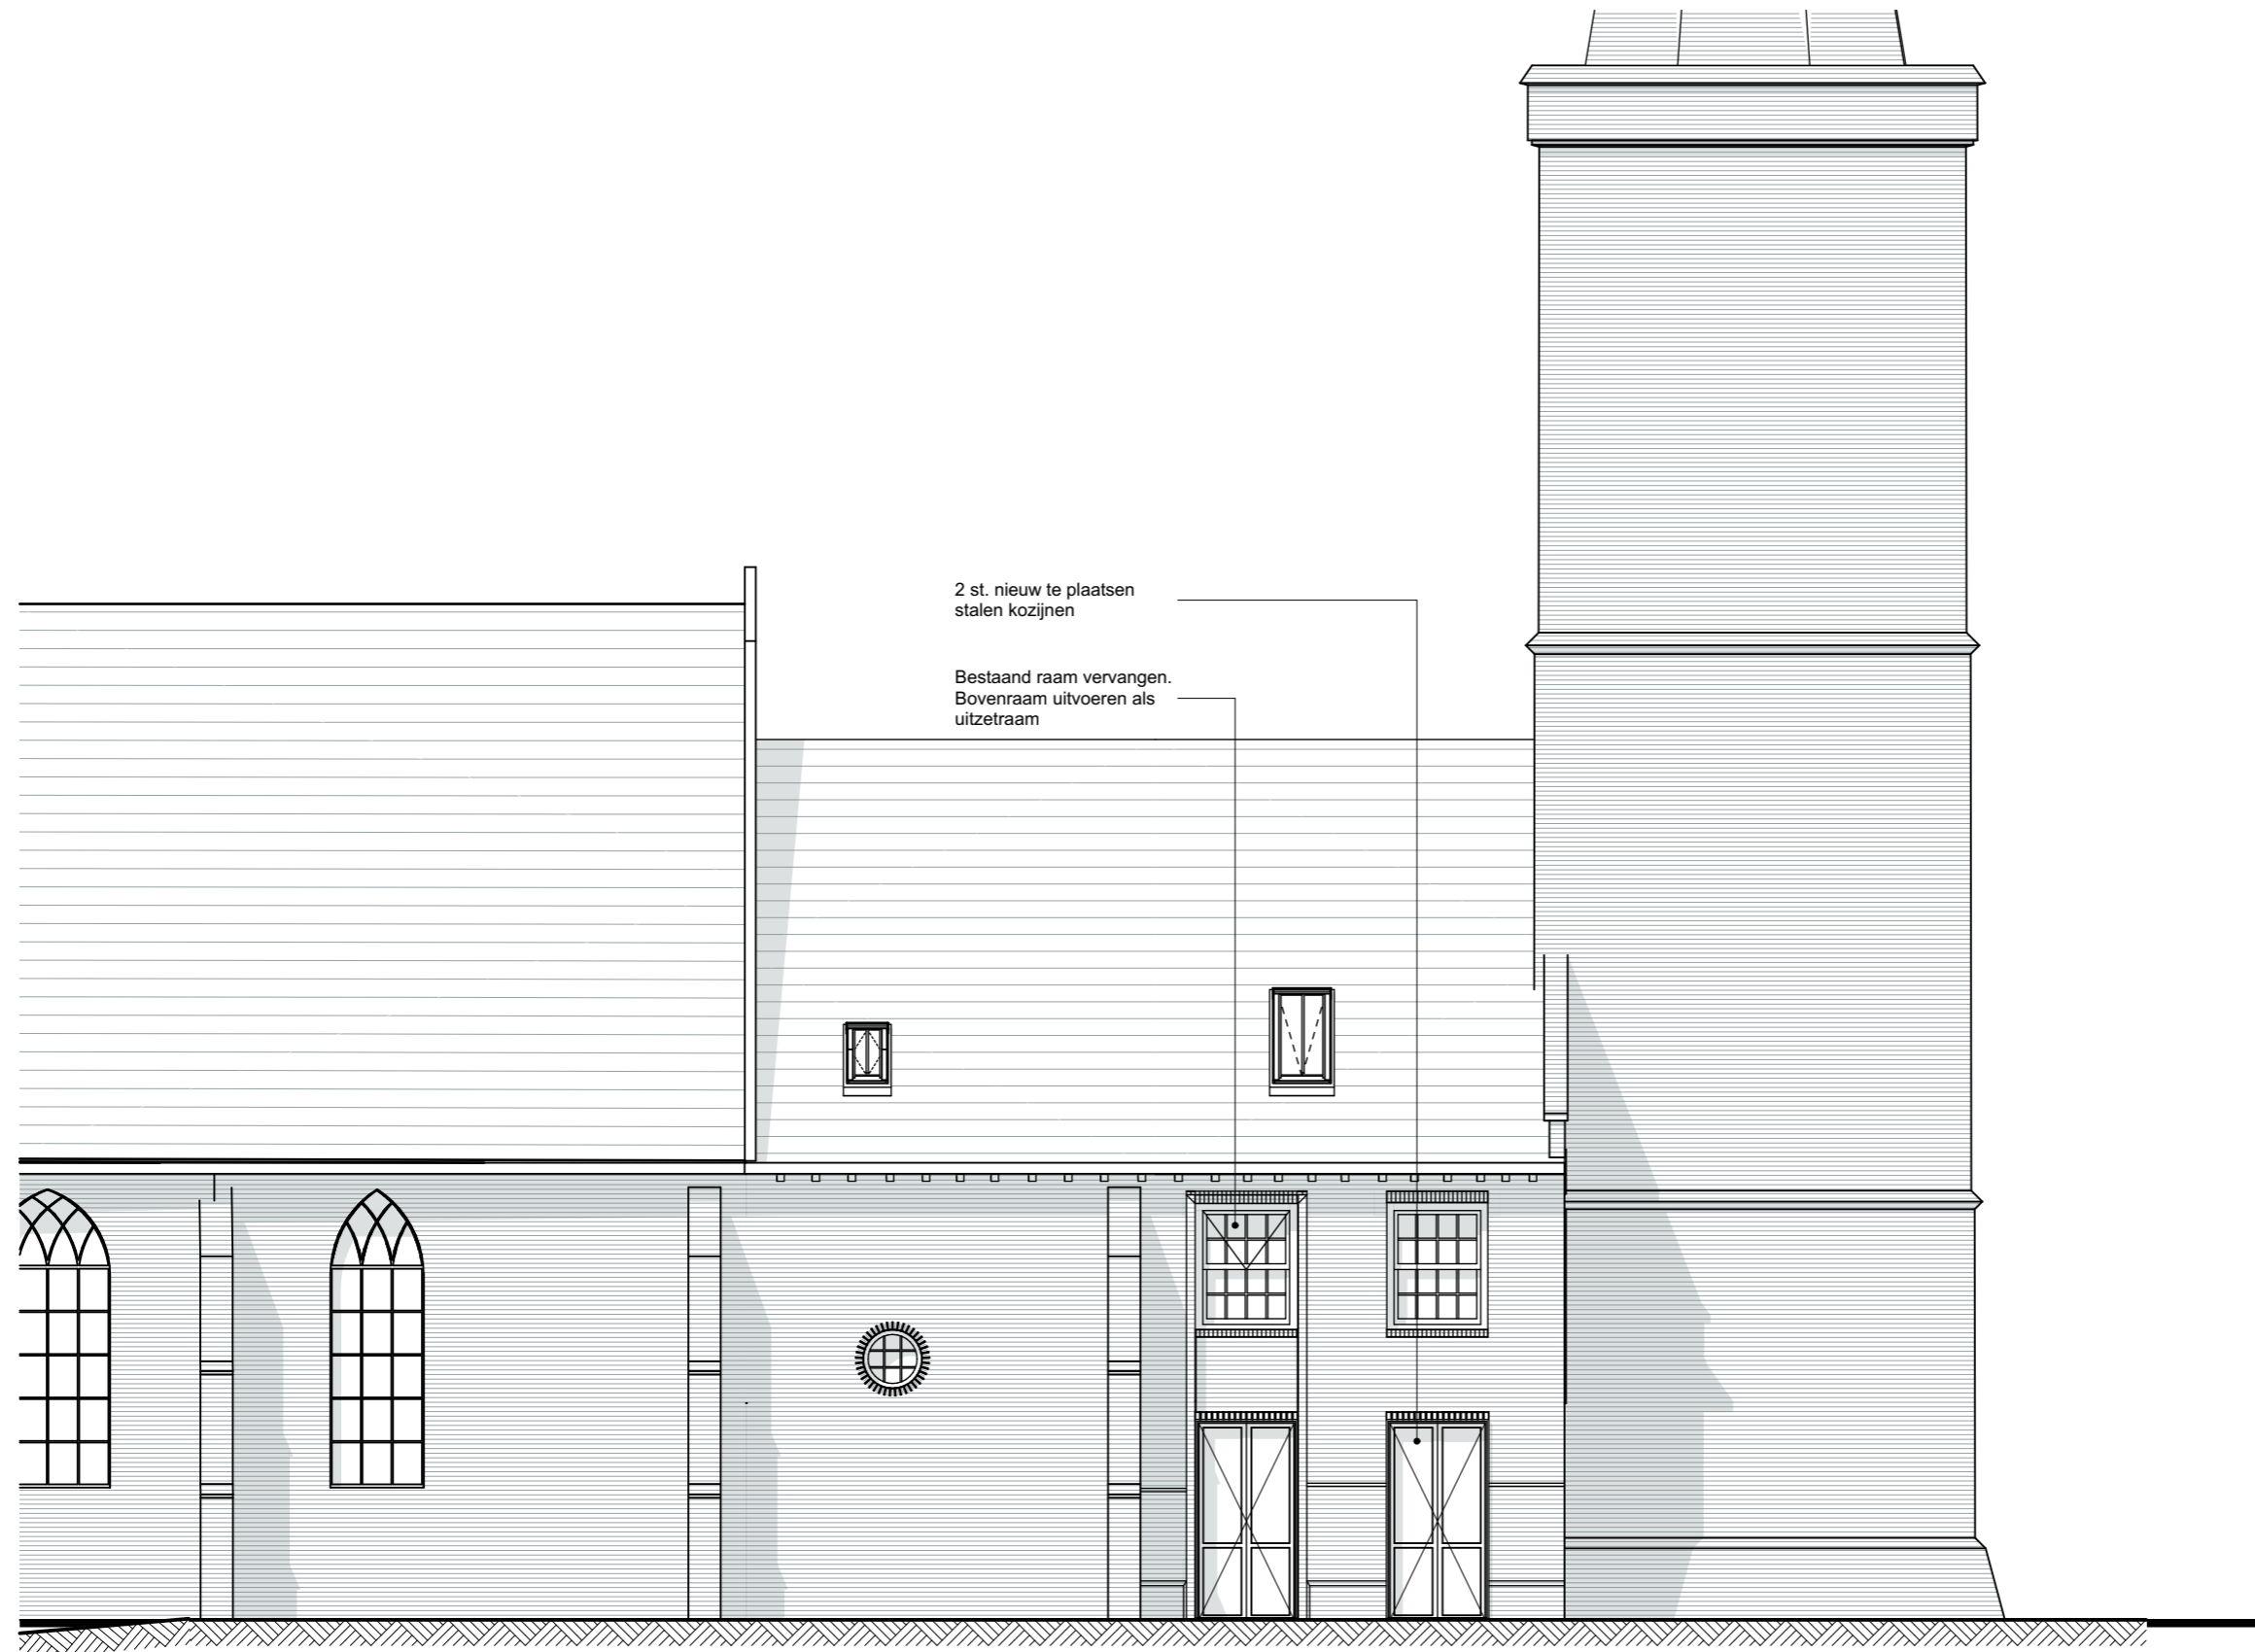 2 st. nieuw te plaatsen
stalen kozijnen
Bestaand raam vervangen.
Bovenraam uitvoeren als
uitzetraam